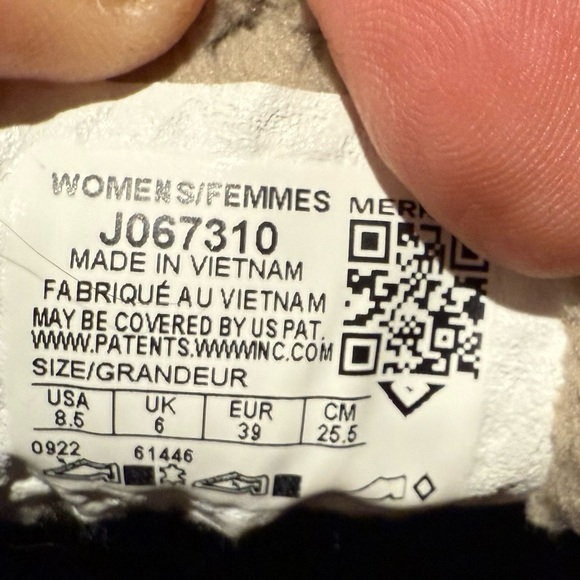 WOMENS/FEMMES
J067310
MADE IN VIETNAM
FABRIQUÉ AU VIETNAM
MAY BE COVERED BY US PAT.
WWW.PATENTS.WWWINC.COM
SIZE/GRANDEUR
USA UK EUR CM
8.5 6 39 25.5
0922 61446